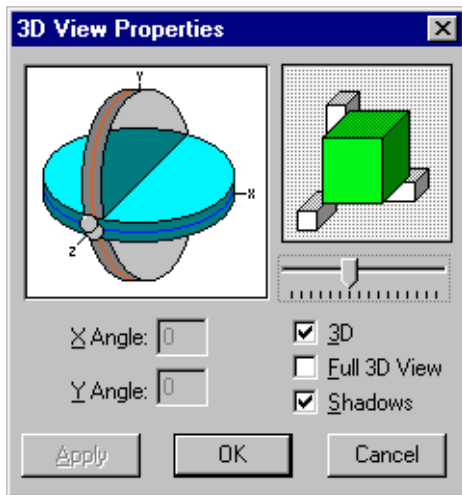 3D View Properties
Y
X
Z
X Angle: 0
3D
Full 3D View
Y Angle: 0
Shadows
Apply
OK
Cancel